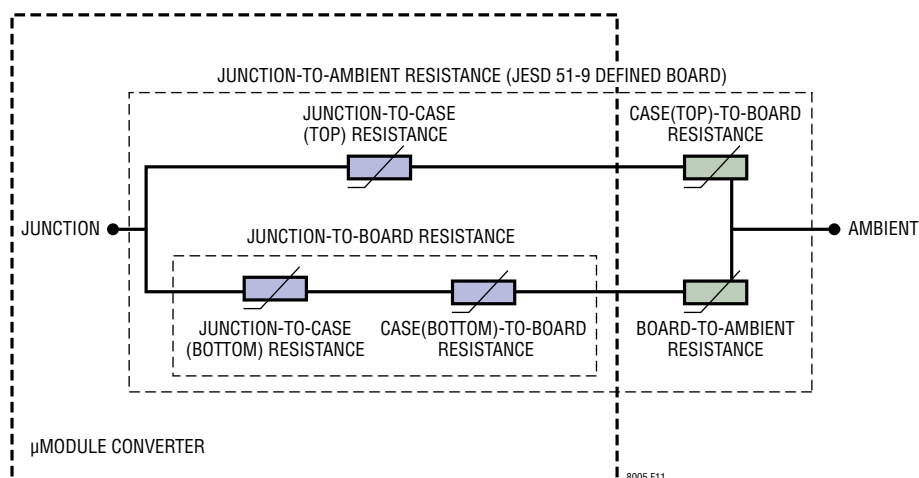 JUNCTION-TO-AMBIENT RESISTANCE (JESD 51-9 DEFINED BOARD)
JUNCTION-TO-CASE
(TOP) RESISTANCE
CASE(TOP)-TO-BOARD
RESISTANCE
JUNCTION
AMBIENT
JUNCTION-TO-BOARD RESISTANCE
JUNCTION-TO-CASE
(BOTTOM) RESISTANCE
CASE(BOTTOM)-TO-BOARD
RESISTANCE
BOARD-TO-AMBIENT
RESISTANCE
µMODULE CONVERTER
8005 F11